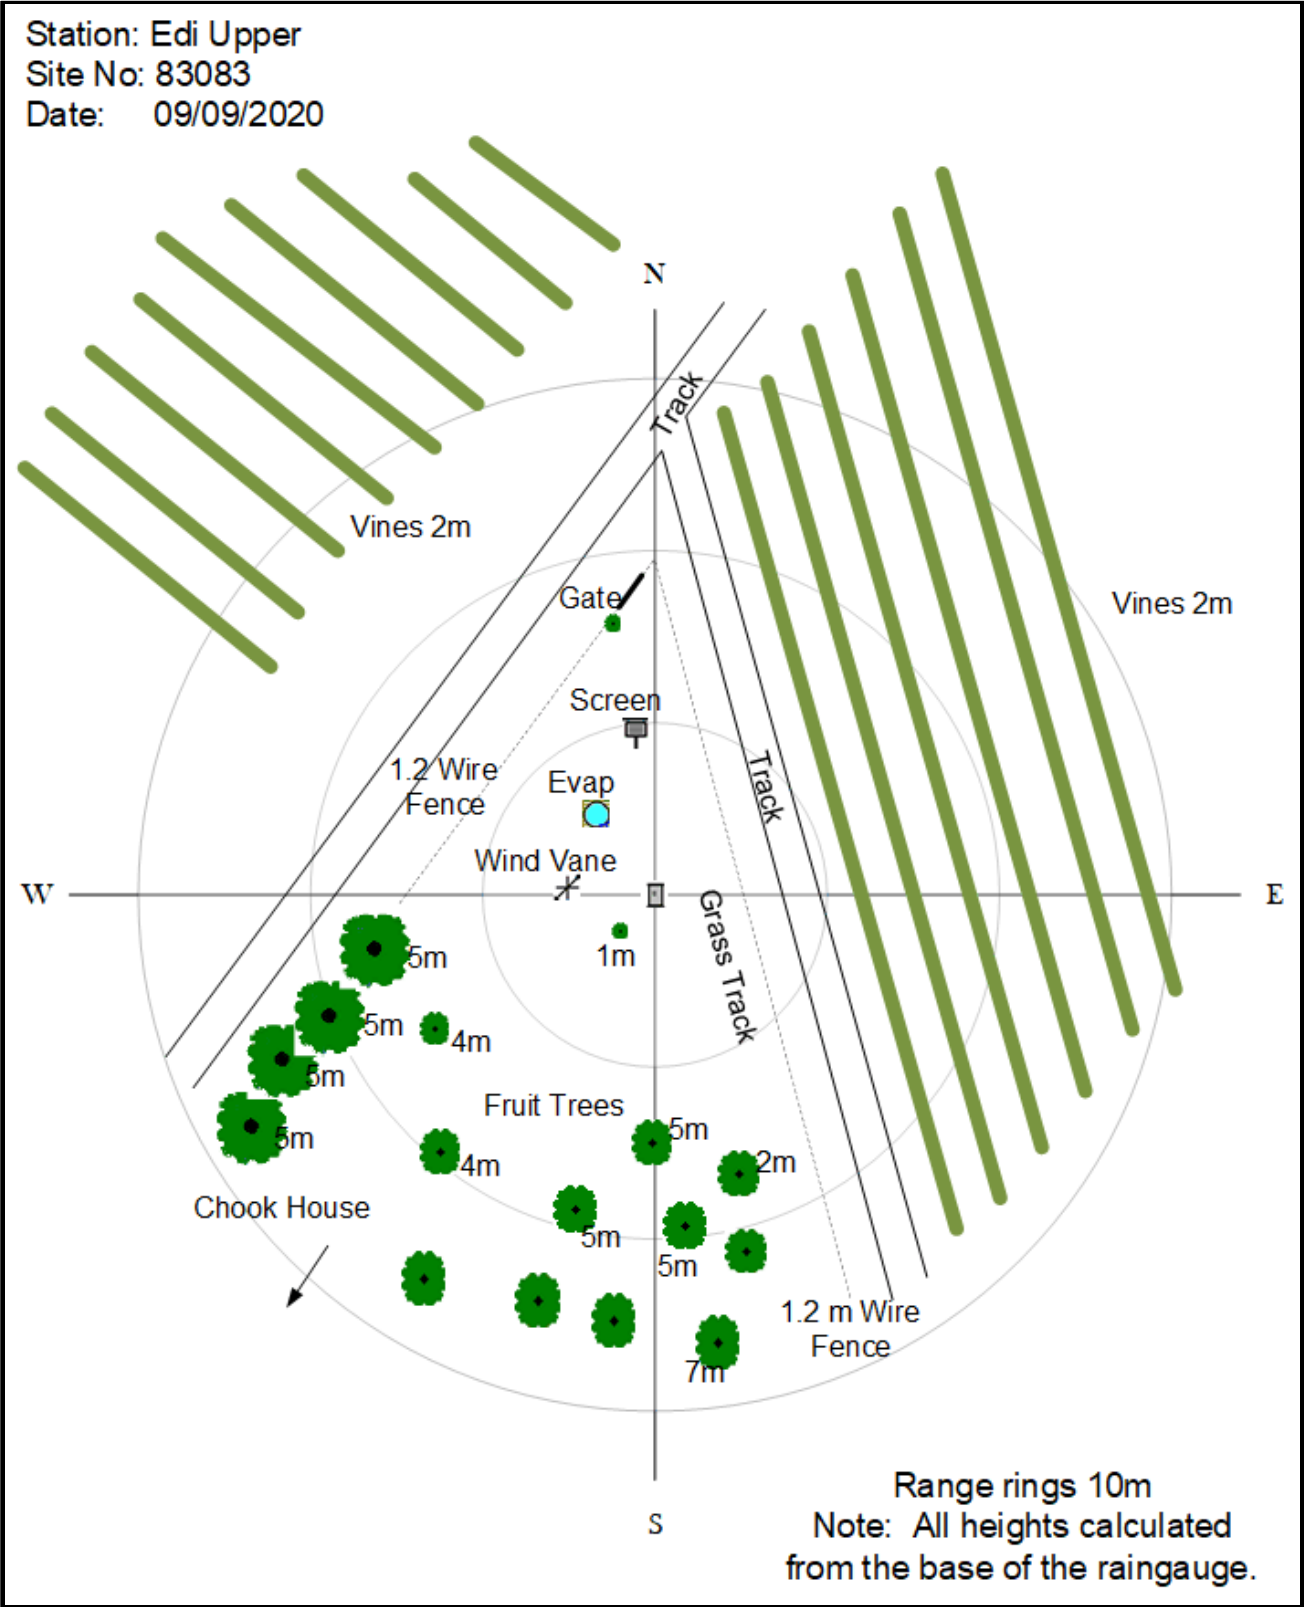 Station: Edi Upper
Site No: 83083
Date: 09/09/2020
N
Track
Vines 2m
Gate
Vines 2m
Screen
1.2 Wire
Fence
Evap
Track
Wind Vane
W
E
Grass Track
1m
5m
5m
4m
5m
Fruit Trees
5m
5m
2m
4m
Chook House
5m
5m
1.2 m Wire
Fence
7m
Range rings 10m
Note: All heights calculated
from the base of the raingauge.
S